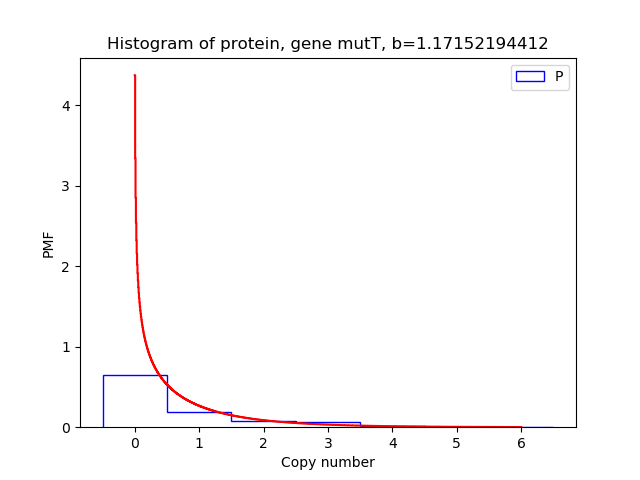 Histogram of protein, gene mutT, b=1.17152194412
P
4
3
2
1
0
PMF
0 1 2 3 4 5 6
Copy number